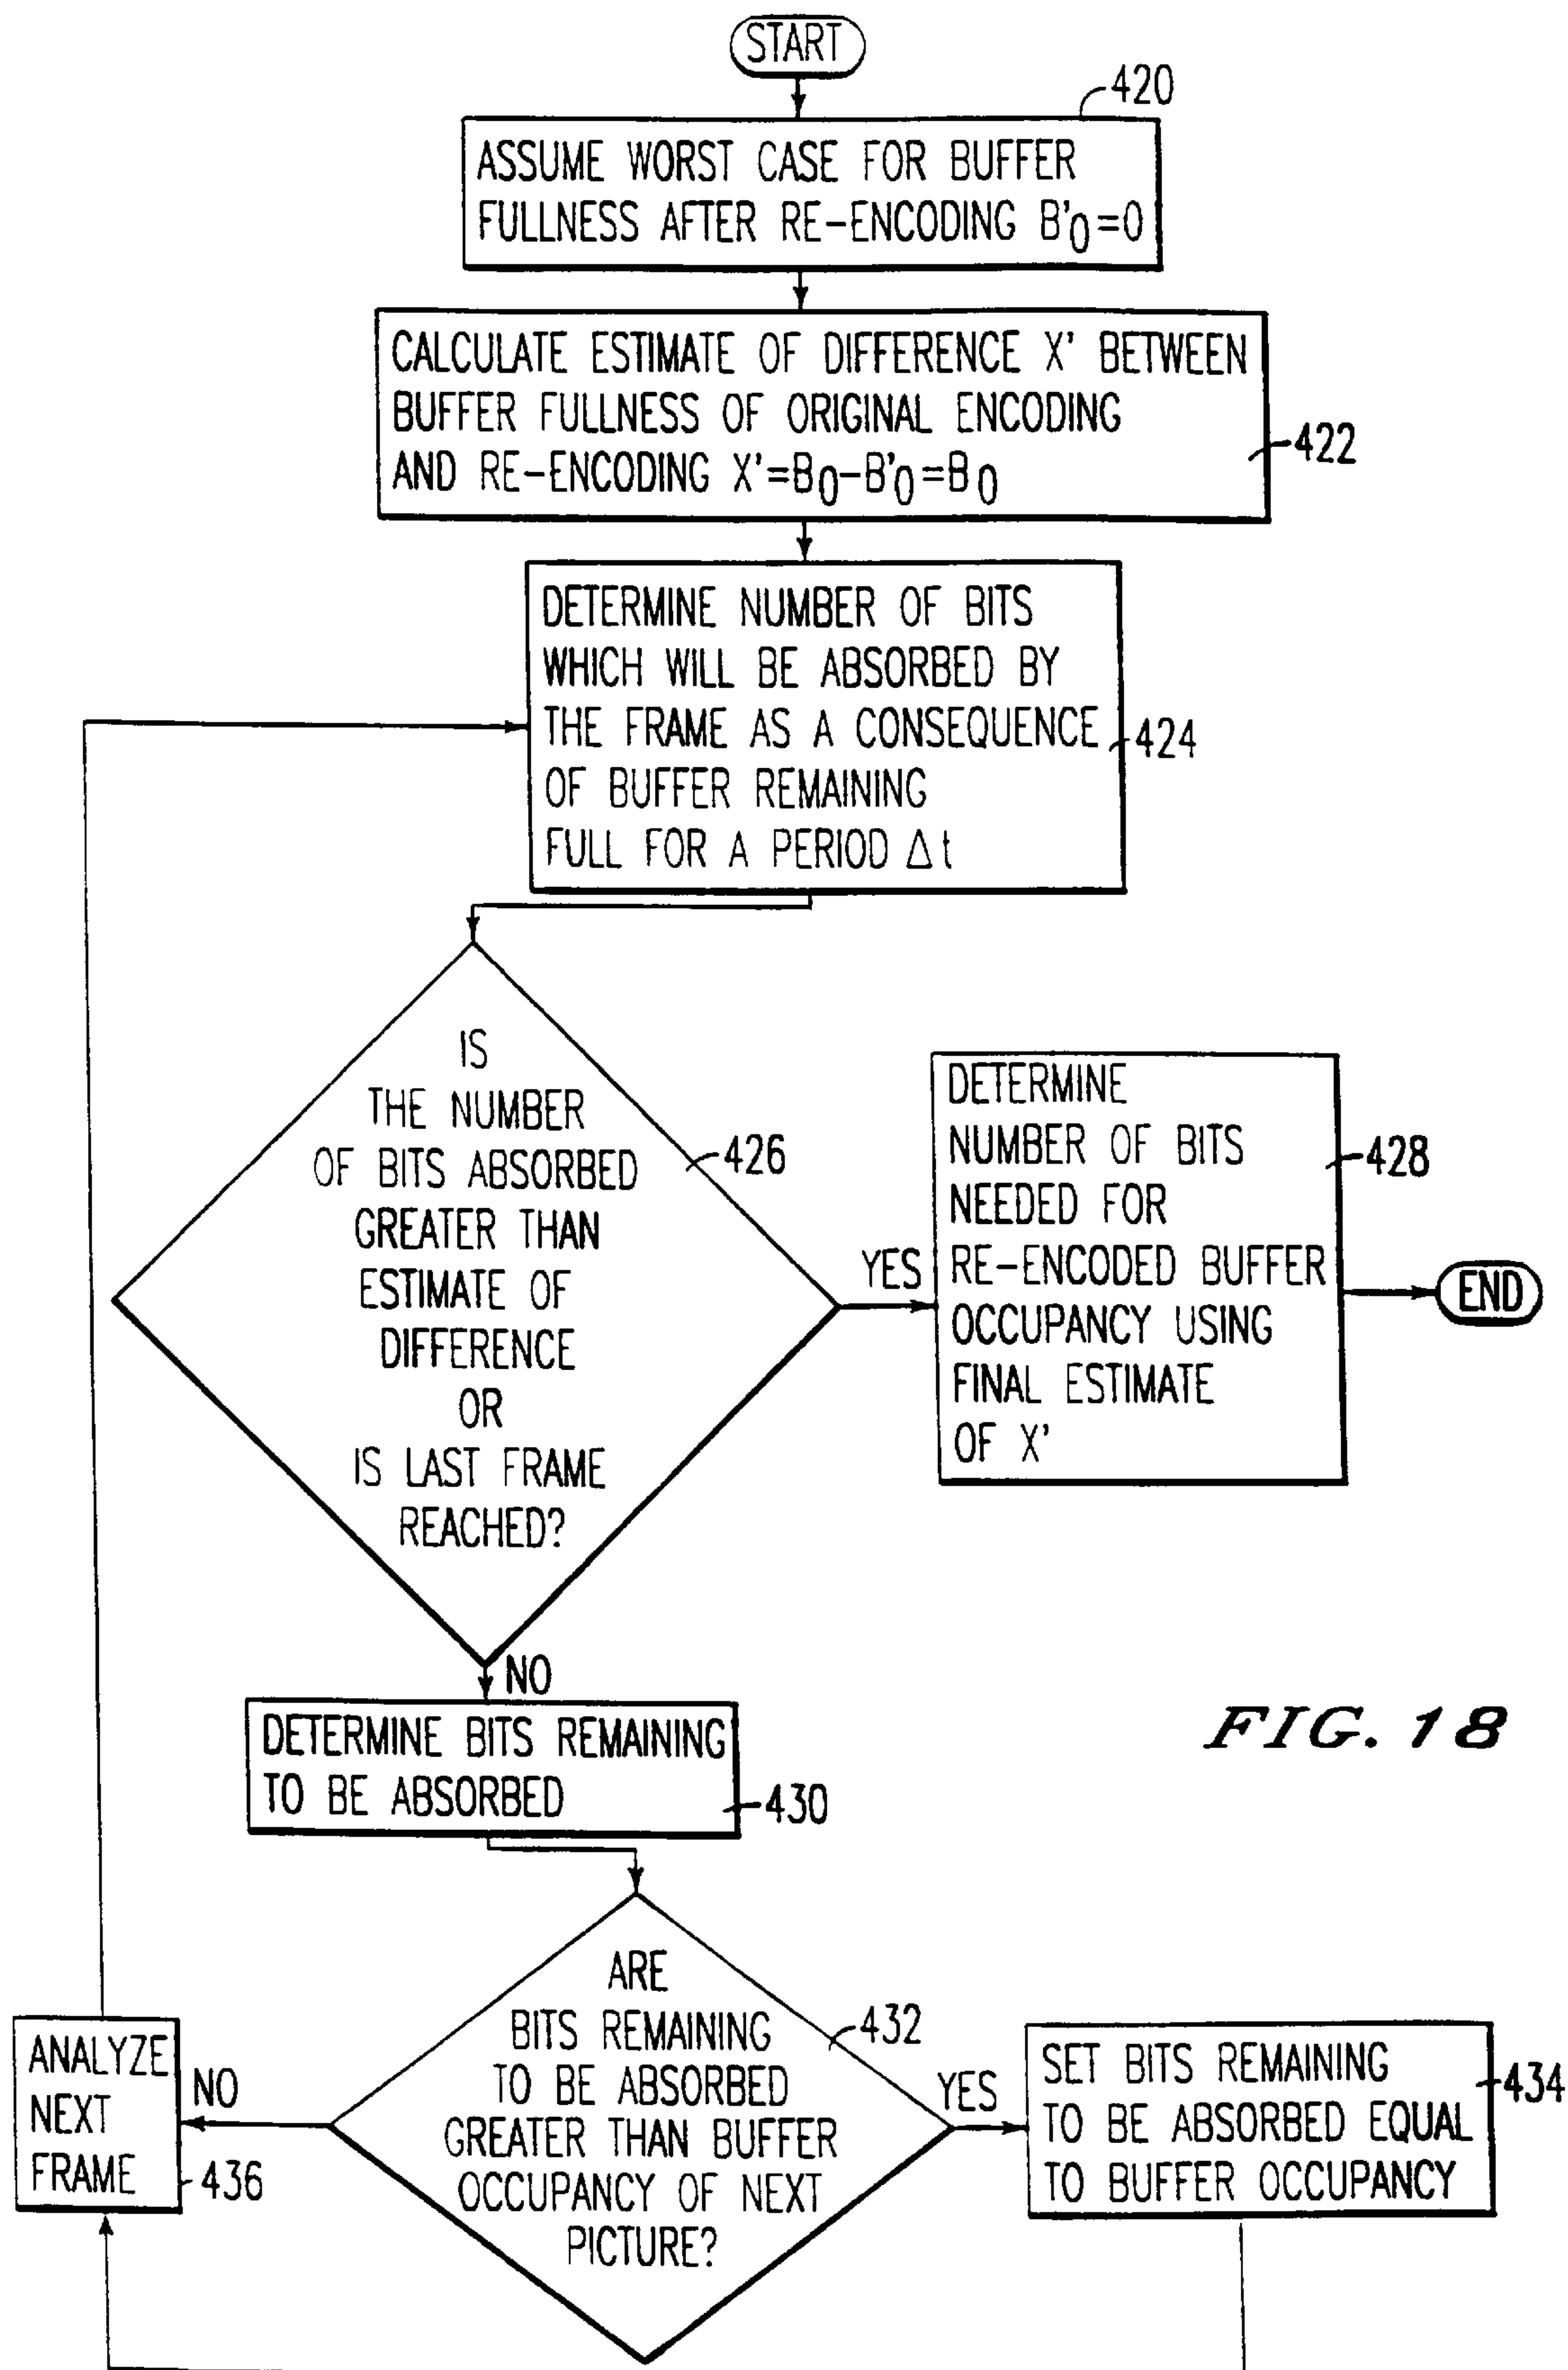 START
420
ASSUME WORST CASE FOR BUFFER
FULLNESS AFTER RE-ENCODING B'0=0
CALCULATE ESTIMATE OF DIFFERENCE X' BETWEEN
BUFFER FULLNESS OF ORIGINAL ENCODING
AND RE-ENCODING X'=B0-B'0=B0
422
DETERMINE NUMBER OF BITS
WHICH WILL BE ABSORBED BY
THE FRAME AS A CONSEQUENCE
OF BUFFER REMAINING
FULL FOR A PERIOD Δt
424
IS
THE NUMBER
OF BITS ABSORBED
GREATER THAN
ESTIMATE OF
DIFFERENCE
OR
IS LAST FRAME
REACHED?
426
YES
DETERMINE
NUMBER OF BITS
NEEDED FOR
RE-ENCODED BUFFER
OCCUPANCY USING
FINAL ESTIMATE
OF X'
428
END
NO
DETERMINE BITS REMAINING
TO BE ABSORBED
430
FIG. 18
ARE
BITS REMAINING
TO BE ABSORBED
GREATER THAN BUFFER
OCCUPANCY OF NEXT
PICTURE?
432
YES
SET BITS REMAINING
TO BE ABSORBED EQUAL
TO BUFFER OCCUPANCY
434
NO
ANALYZE
NEXT
FRAME
436